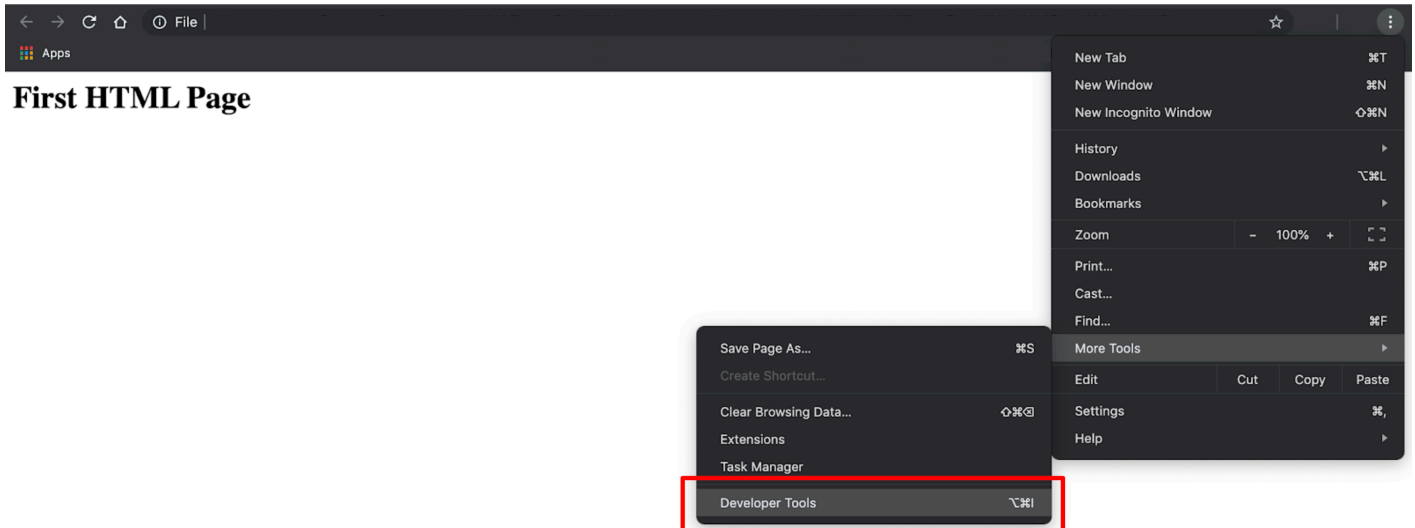 File
Apps
First HTML Page
New Tab ⌘T
New Window ⌘N
New Incognito Window ⇧⌘N
History
Downloads ⌥⌘L
Bookmarks
Zoom - 100% +
Print... ⌘P
Cast...
Find... ⌘F
More Tools
Edit Cut Copy Paste
Settings ⌘,
Help
Save Page As... ⌘S
Create Shortcut...
Clear Browsing Data... ⇧⌘⌫
Extensions
Task Manager
Developer Tools ⌥⌘I